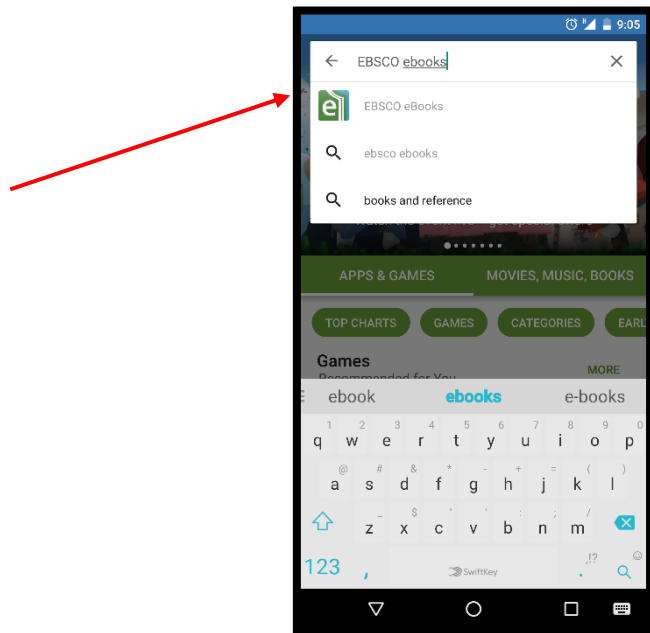 9:05
EBSCO ebooks
EBSCO eBooks
ebsco ebooks
books and reference
APPS & GAMES MOVIES, MUSIC, BOOKS
TOP CHARTS GAMES CATEGORIES EARL
Games
Recommended for You
MORE
ebook ebooks e-books
1 2 3 4 5 6 7 8 9 0
q w e r t y u i o p
@ # & * - + = ( )
a s d f g h j k l
_ $ " ' : ; /
z x c v b n m
123 , SwiftKey . ,!?